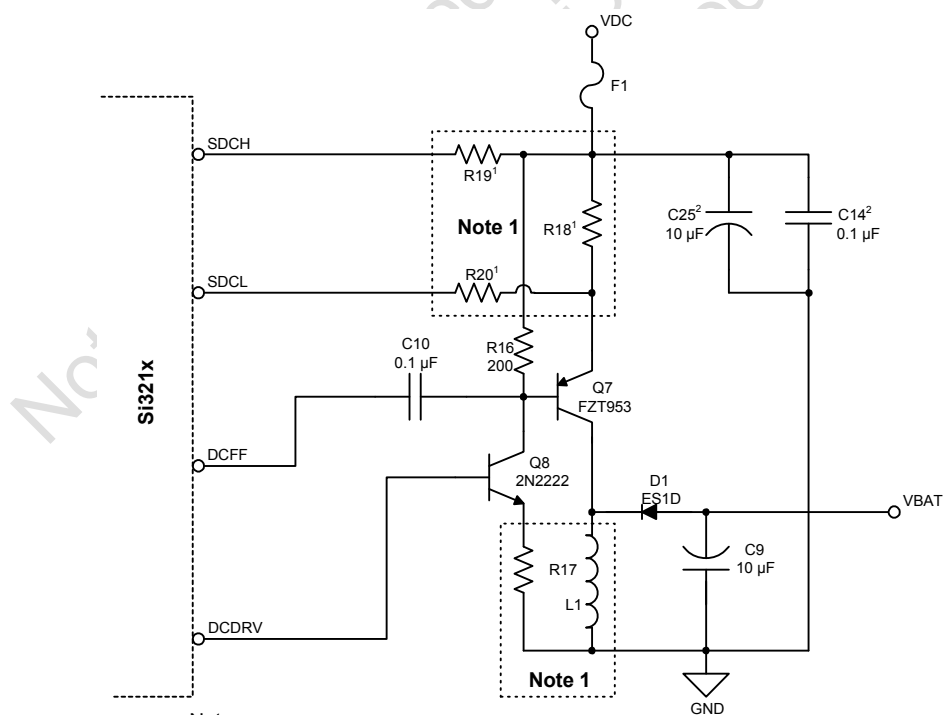 VDC
F1
SDCH
R19¹
Note 1
R18¹
C25²
10 µF
C14²
0.1 µF
SDCL
R20¹
C10
0.1 µF
R16
200
Q7
FZT953
Si321x
DCFF
Q8
2N2222
D1
ES1D
VBAT
R17
L1
C9
10 µF
DCDRV
Note 1
GND